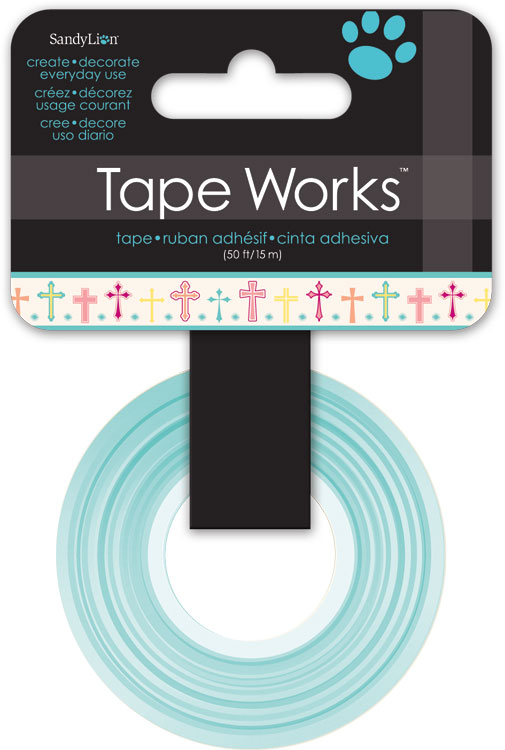 SandyLion
create•decorate
everyday use
créez•décorez
usage courant
cree•decore
uso diario
Tape Works™
tape•ruban adhésif•cinta adhesiva
(50 ft/15 m)